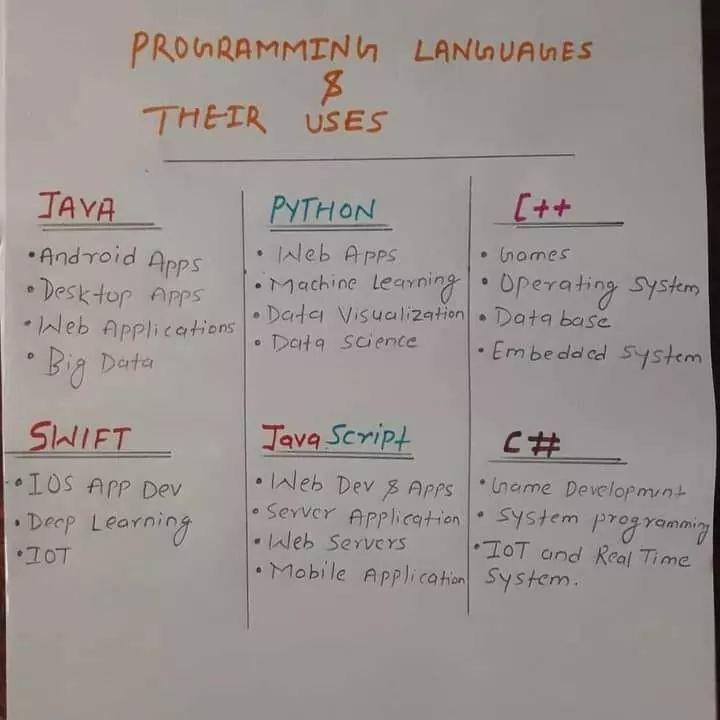 PROGRAMMING LANGUAGES
&
THEIR USES
JAVA
• Android Apps
• Desktop Apps
• Web Applications
• Big Data
PYTHON
• Web Apps
• Machine Learning
• Data Visualization
• Data Science
C++
• Games
• Operating System
• Database
• Embedded System
SWIFT
• IOS App Dev
• Deep Learning
• IOT
Java Script
• Web Dev & Apps
• Server Application
• Web Servers
• Mobile Application
C#
• Game Development
• System programming
• IoT and Real Time
System.